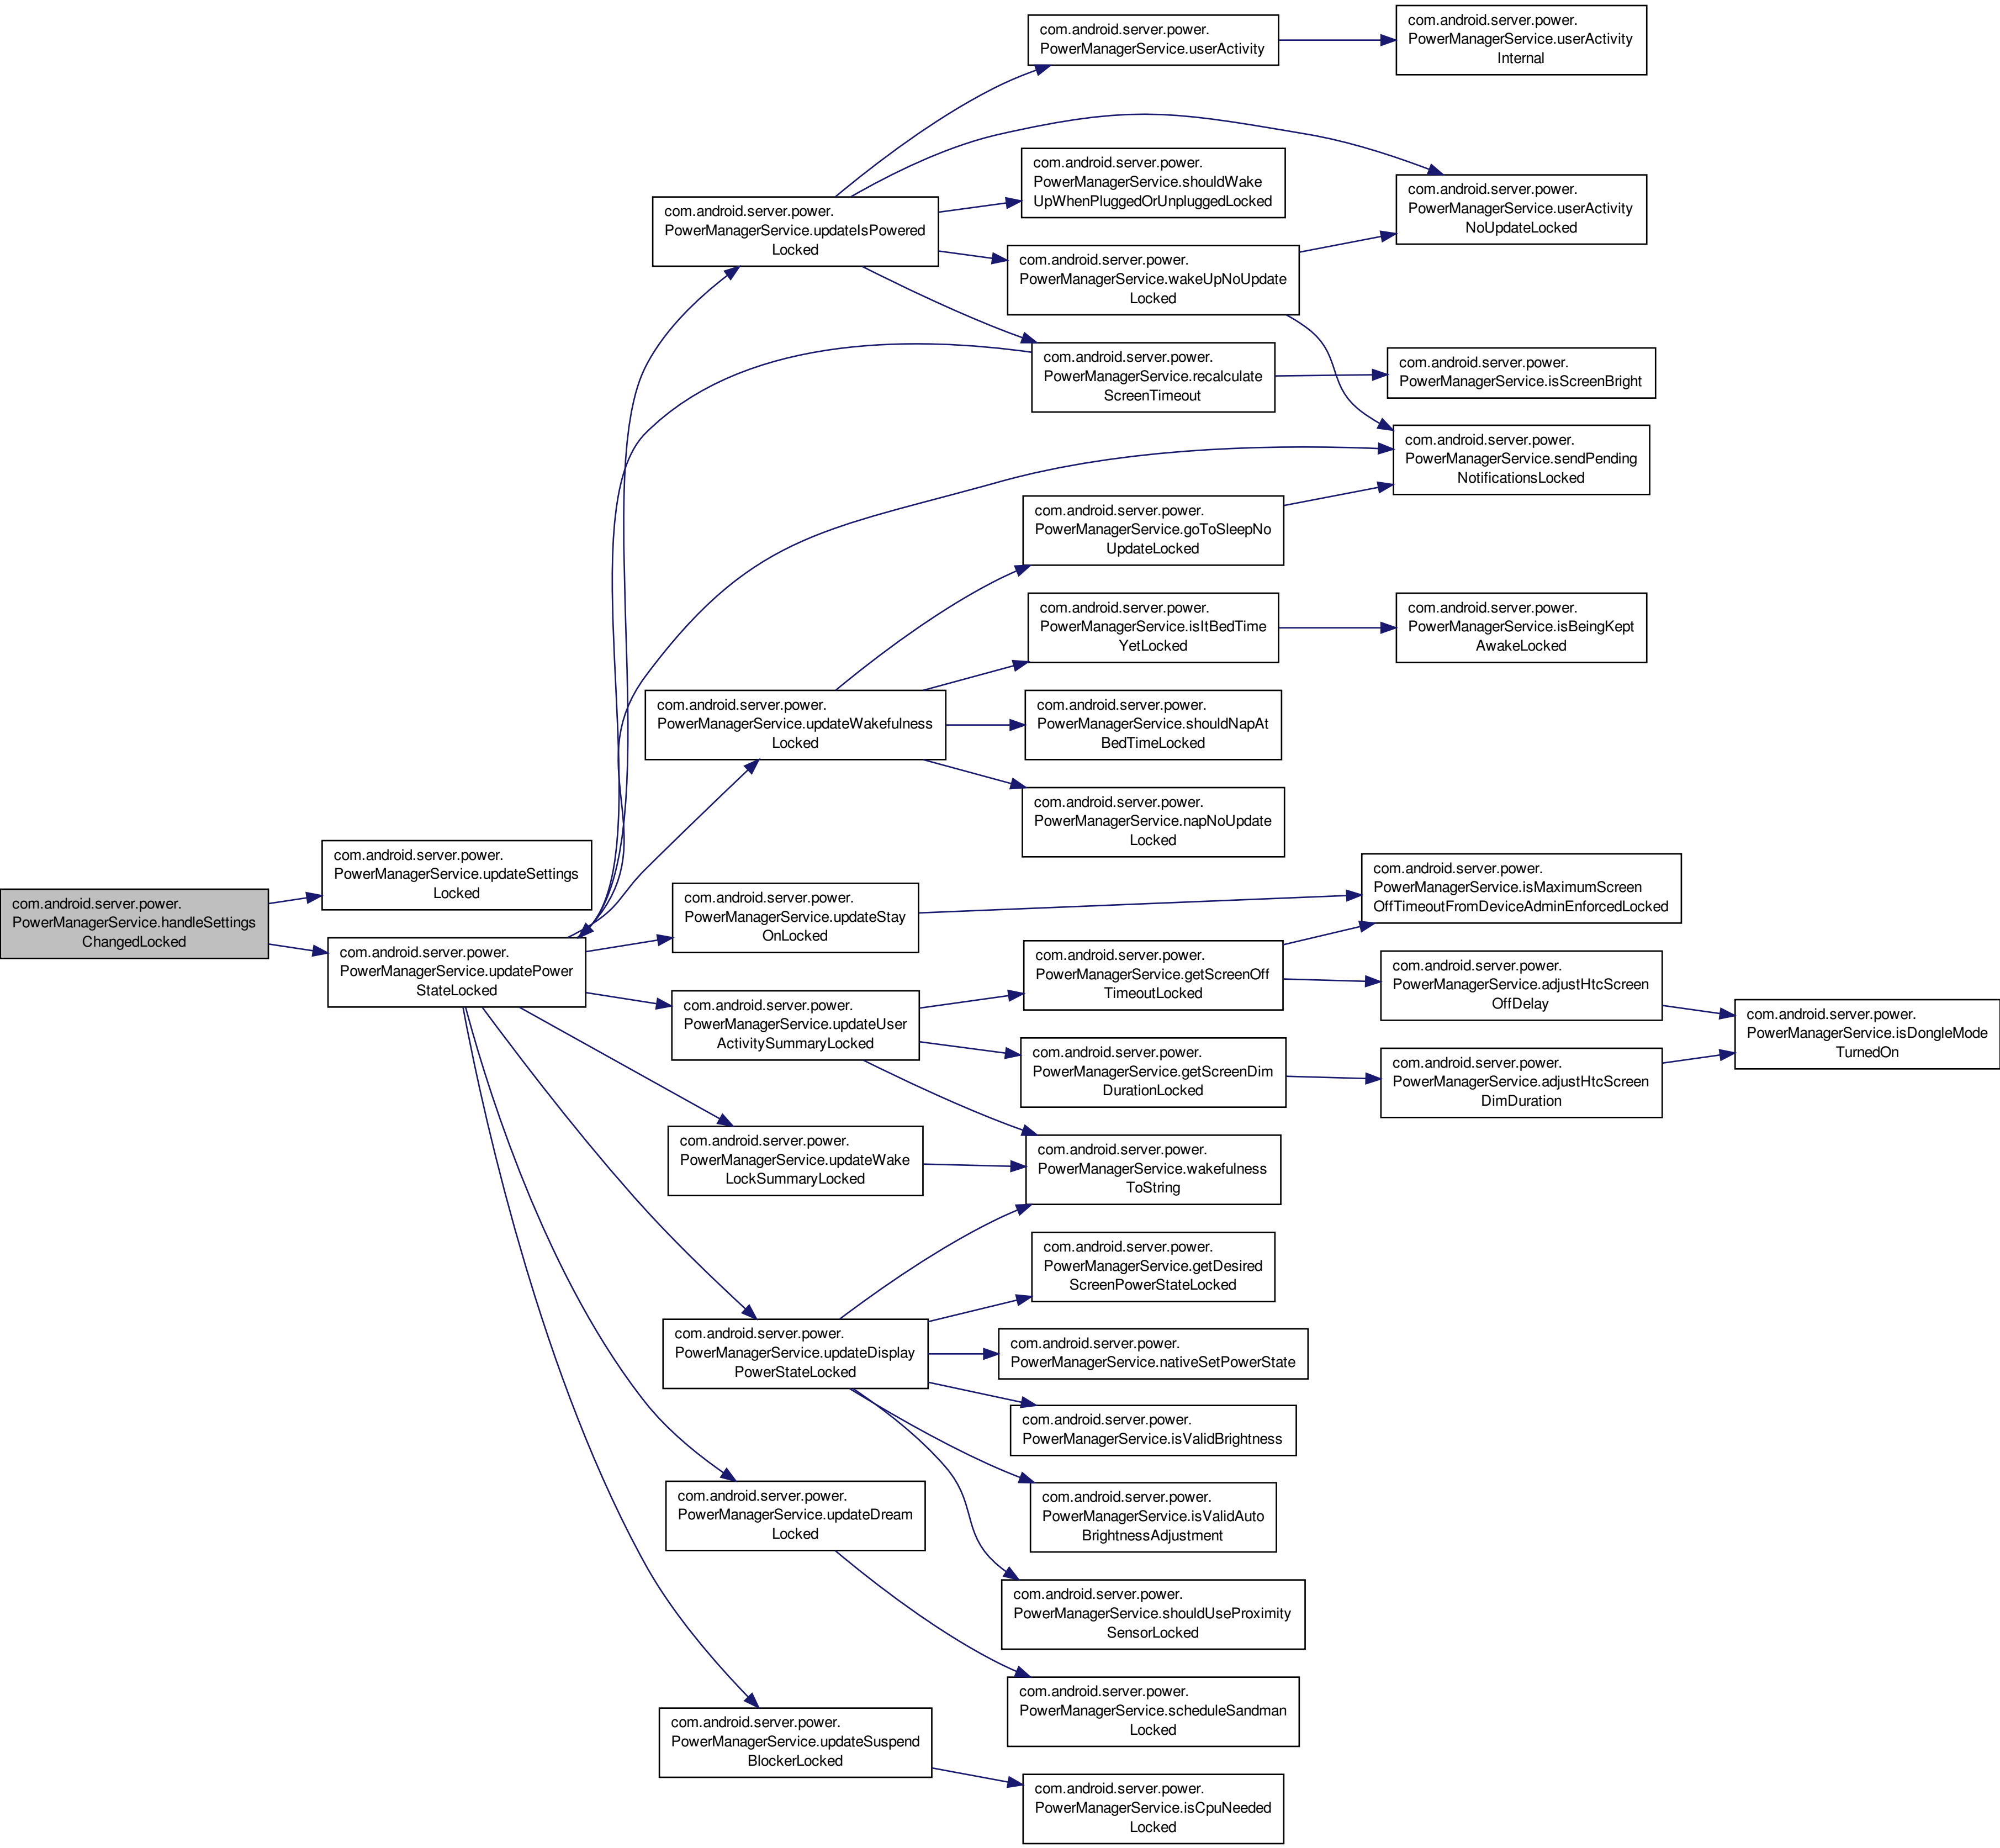 com.android.server.power.
PowerManagerService.handleSettings
ChangedLocked
com.android.server.power.
PowerManagerService.updateSettings
Locked
com.android.server.power.
PowerManagerService.updatePower
StateLocked
com.android.server.power.
PowerManagerService.updateIsPowered
Locked
com.android.server.power.
PowerManagerService.updateWakefulness
Locked
com.android.server.power.
PowerManagerService.updateStay
OnLocked
com.android.server.power.
PowerManagerService.updateUser
ActivitySummaryLocked
com.android.server.power.
PowerManagerService.updateWake
LockSummaryLocked
com.android.server.power.
PowerManagerService.updateDisplay
PowerStateLocked
com.android.server.power.
PowerManagerService.updateDream
Locked
com.android.server.power.
PowerManagerService.updateSuspend
BlockerLocked
com.android.server.power.
PowerManagerService.userActivity
com.android.server.power.
PowerManagerService.shouldWake
UpWhenPluggedOrUnpluggedLocked
com.android.server.power.
PowerManagerService.wakeUpNoUpdate
Locked
com.android.server.power.
PowerManagerService.recalculate
ScreenTimeout
com.android.server.power.
PowerManagerService.goToSleepNo
UpdateLocked
com.android.server.power.
PowerManagerService.isItBedTime
YetLocked
com.android.server.power.
PowerManagerService.shouldNapAt
BedTimeLocked
com.android.server.power.
PowerManagerService.napNoUpdate
Locked
com.android.server.power.
PowerManagerService.getScreenOff
TimeoutLocked
com.android.server.power.
PowerManagerService.getScreenDim
DurationLocked
com.android.server.power.
PowerManagerService.wakefulness
ToString
com.android.server.power.
PowerManagerService.getDesired
ScreenPowerStateLocked
com.android.server.power.
PowerManagerService.nativeSetPowerState
com.android.server.power.
PowerManagerService.isValidBrightness
com.android.server.power.
PowerManagerService.isValidAuto
BrightnessAdjustment
com.android.server.power.
PowerManagerService.shouldUseProximity
SensorLocked
com.android.server.power.
PowerManagerService.scheduleSandman
Locked
com.android.server.power.
PowerManagerService.isCpuNeeded
Locked
com.android.server.power.
PowerManagerService.userActivity
Internal
com.android.server.power.
PowerManagerService.userActivity
NoUpdateLocked
com.android.server.power.
PowerManagerService.isScreenBright
com.android.server.power.
PowerManagerService.sendPending
NotificationsLocked
com.android.server.power.
PowerManagerService.isBeingKept
AwakeLocked
com.android.server.power.
PowerManagerService.isMaximumScreen
OffTimeoutFromDeviceAdminEnforcedLocked
com.android.server.power.
PowerManagerService.adjustHtcScreen
OffDelay
com.android.server.power.
PowerManagerService.adjustHtcScreen
DimDuration
com.android.server.power.
PowerManagerService.isDongleMode
TurnedOn